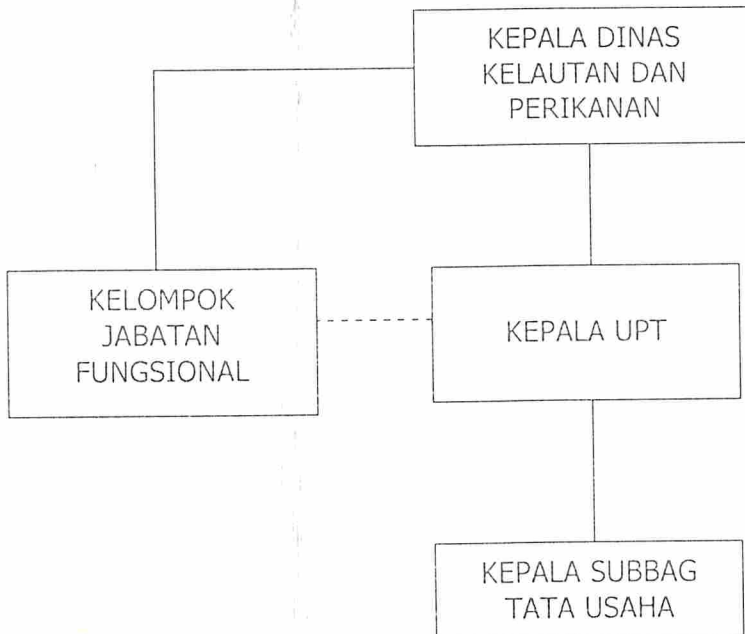 KEPALA DINAS
KELAUTAN DAN
PERIKANAN
KELOMPOK
JABATAN
FUNGSIONAL
KEPALA UPT
KEPALA SUBBAG
TATA USAHA